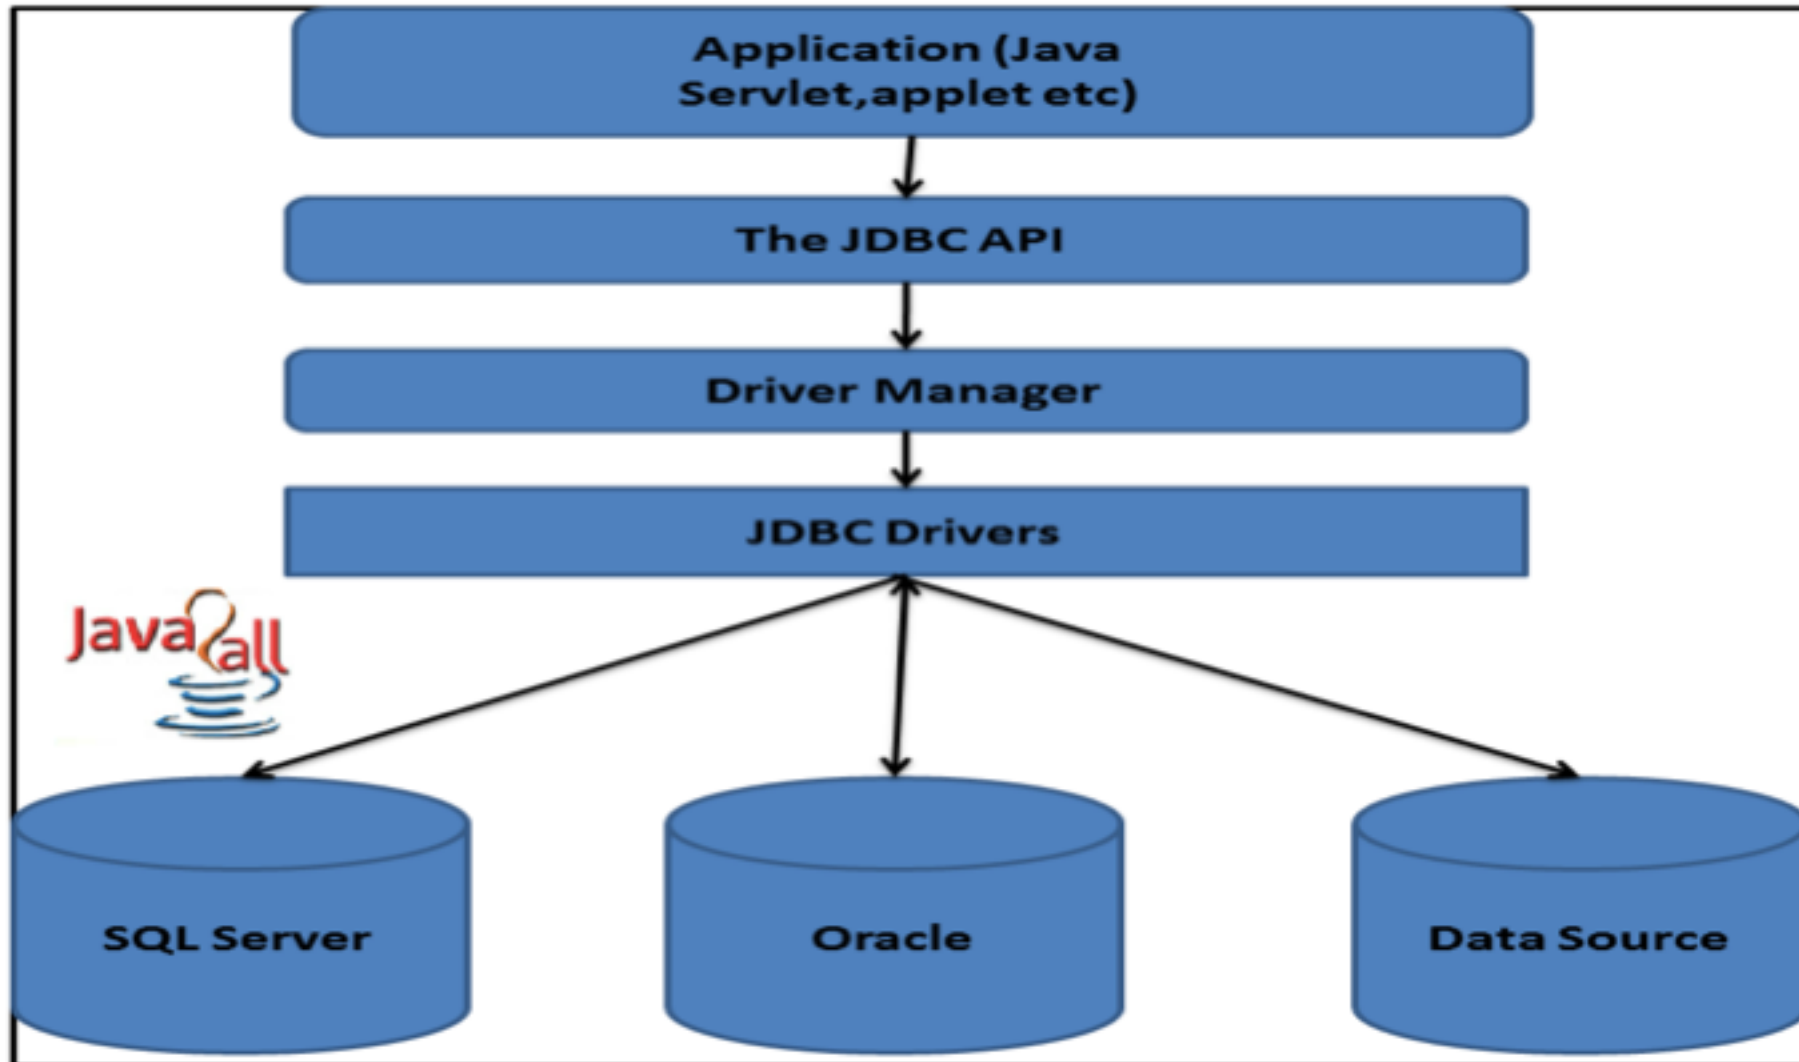 Application (Java
Servlet,applet etc)
The JDBC API
Driver Manager
JDBC Drivers
Java2all
SQL Server
Oracle
Data Source